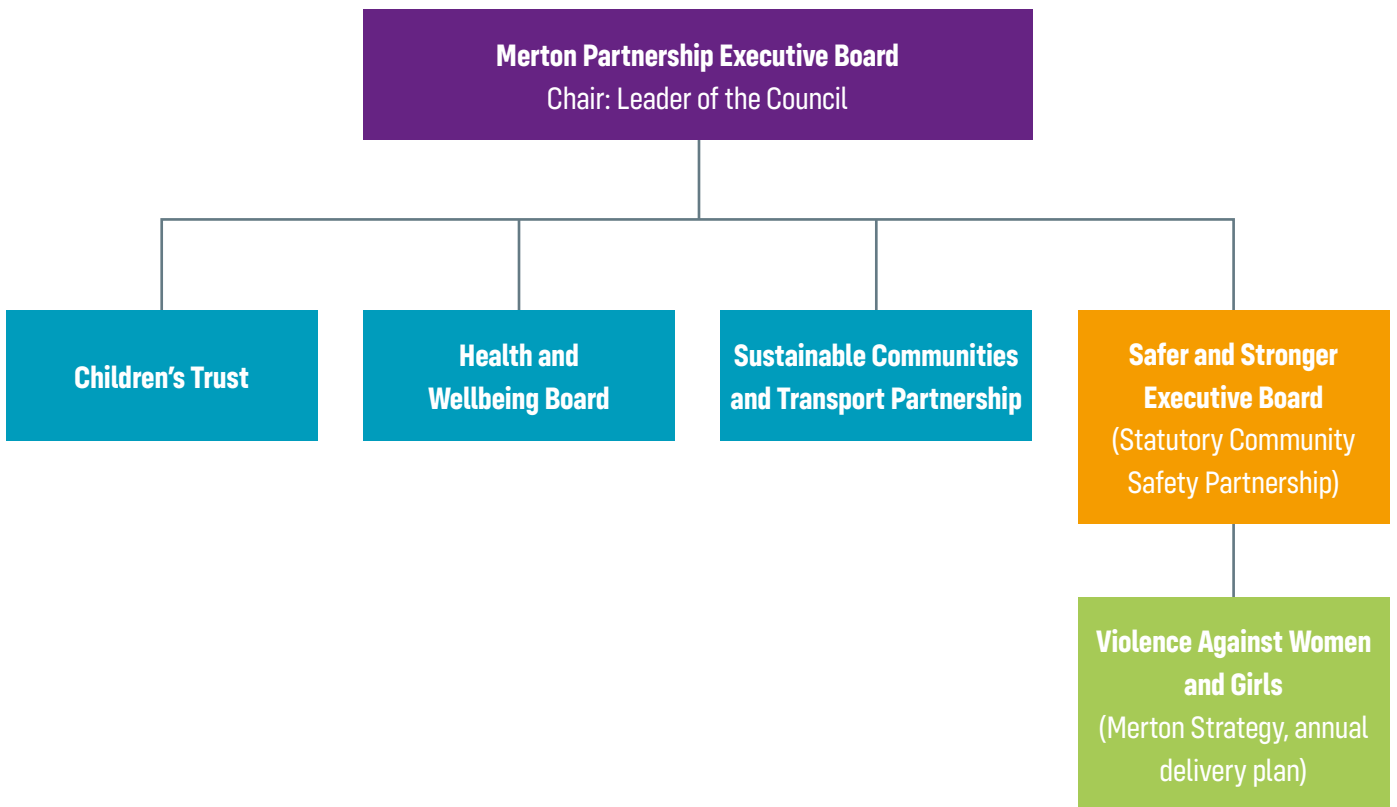 Merton Partnership Executive Board
Chair: Leader of the Council
Children’s Trust
Health and
Wellbeing Board
Sustainable Communities
and Transport Partnership
Safer and Stronger
Executive Board
(Statutory Community
Safety Partnership)
Violence Against Women
and Girls
(Merton Strategy, annual
delivery plan)